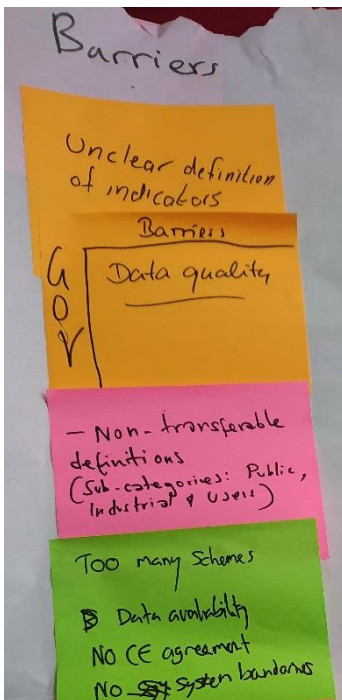 Barriers
Unclear definition
of indicators
Barriers
GOV
Data quality
- Non-transferable
definitions
(Sub-categories: Public,
Industrial & Users)
Too many Schemes
Data availability
NO CE agreement
No System